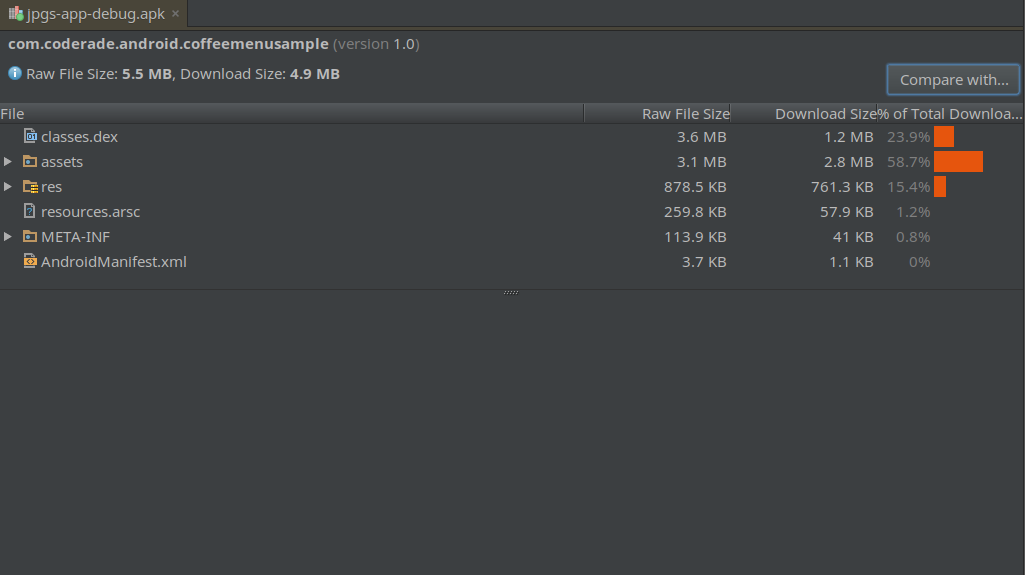 jpgs-app-debug.apk ×
com.coderade.android.coffeemenusample (version 1.0)
Raw File Size: 5.5 MB, Download Size: 4.9 MB
Compare with...
File Raw File Size Download Size % of Total Downloa...
classes.dex 3.6 MB 1.2 MB 23.9%
assets 3.1 MB 2.8 MB 58.7%
res 878.5 KB 761.3 KB 15.4%
resources.arsc 259.8 KB 57.9 KB 1.2%
META-INF 113.9 KB 41 KB 0.8%
AndroidManifest.xml 3.7 KB 1.1 KB 0%